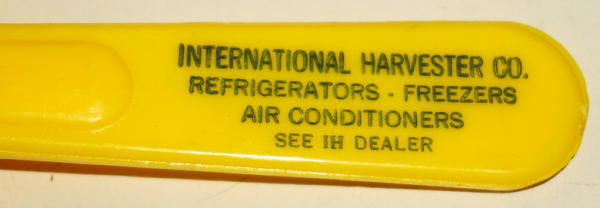 INTERNATIONAL HARVESTER CO.
REFRIGERATORS - FREEZERS
AIR CONDITIONERS
SEE IH DEALER